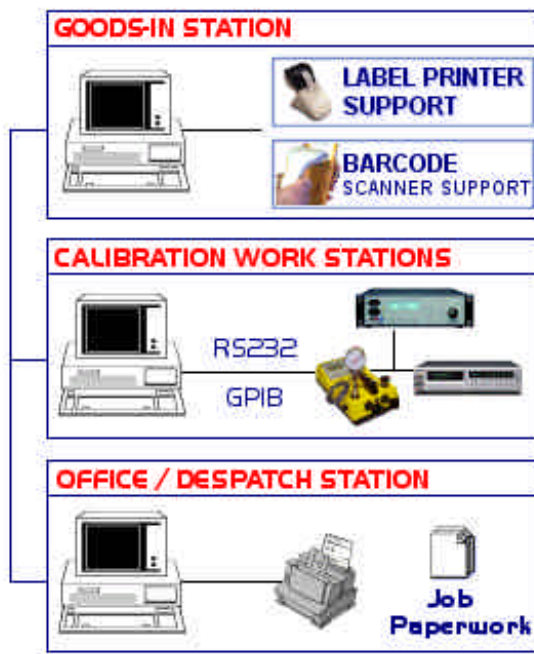 GOODS-IN STATION
LABEL PRINTER
SUPPORT
BARCODE
SCANNER SUPPORT
CALIBRATION WORK STATIONS
RS232
GPIB
OFFICE / DESPATCH STATION
Job
Paperwork